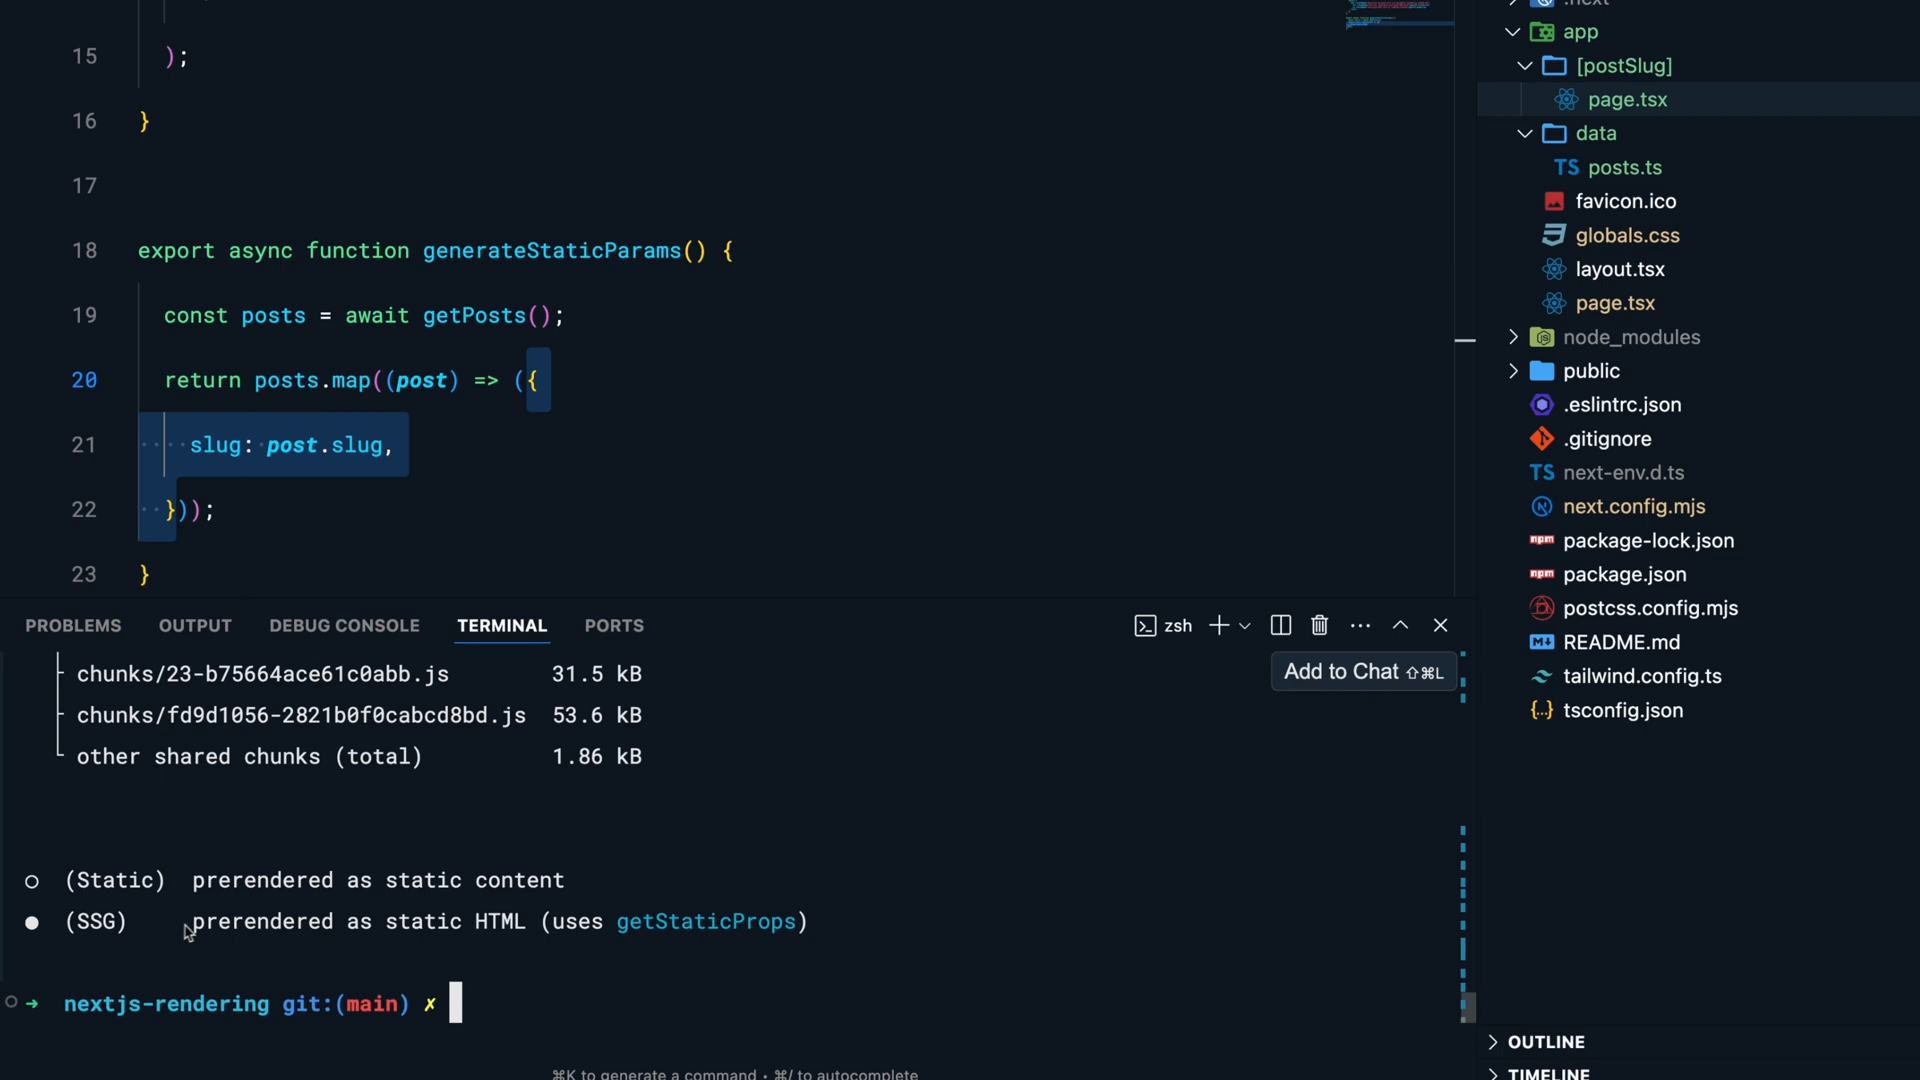 15 );
16 }
17
18 export async function generateStaticParams() {
19 const posts = await getPosts();
20 return posts.map((post) => ({
21 slug: post.slug,
22 }));
23 }
PROBLEMS OUTPUT DEBUG CONSOLE TERMINAL PORTS zsh
Add to Chat ⇧⌘L
chunks/23-b75664ace61c0abb.js 31.5 kB
chunks/fd9d1056-2821b0f0cabcd8bd.js 53.6 kB
other shared chunks (total) 1.86 kB
○ (Static) prerendered as static content
● (SSG) prerendered as static HTML (uses getStaticProps)
➜ nextjs-rendering git:(main) ✗
⌘K to generate a command • ⌘/ to autocomplete
.next
app
[postSlug]
page.tsx
data
TS posts.ts
favicon.ico
globals.css
layout.tsx
page.tsx
node_modules
public
.eslintrc.json
.gitignore
TS next-env.d.ts
next.config.mjs
npm package-lock.json
npm package.json
postcss.config.mjs
M↓ README.md
tailwind.config.ts
{..} tsconfig.json
OUTLINE
TIMELINE